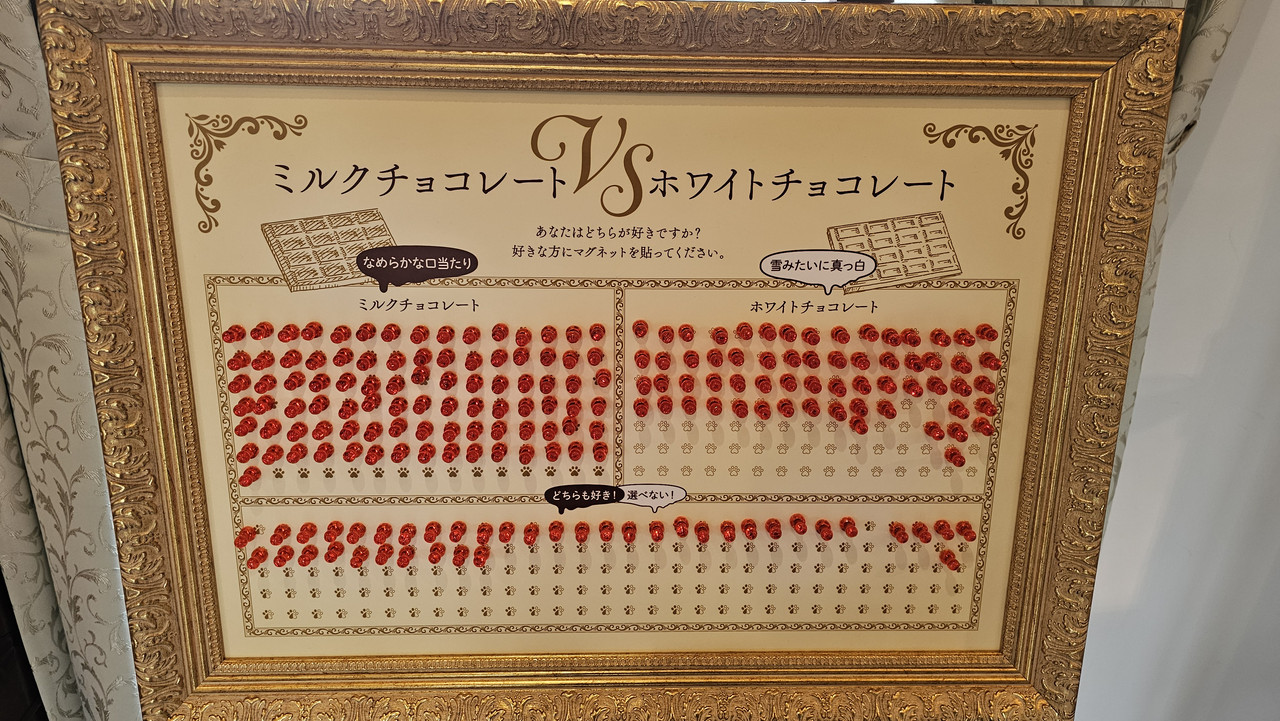 ミルクチョコレート VS ホワイトチョコレート
あなたはどちらが好きですか？
好きな方にマグネットを貼ってください。
なめらかな口当たり
雪みたいに真っ白
ミルクチョコレート
ホワイトチョコレート
どちらも好き！
選べない！